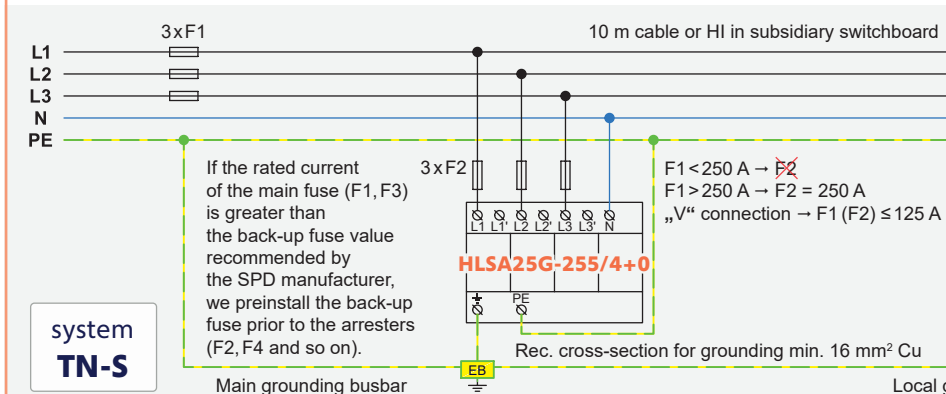 3xF1
10 m cable or HI in subsidiary switchboard
L1
L2
L3
N
PE
If the rated current
of the main fuse (F1, F3)
is greater than
the back-up fuse value
recommended by
the SPD manufacturer,
we preinstall the back-up
fuse prior to the arresters
(F2, F4 and so on).
3xF2
F1<250 A → F2
F1>250 A → F2 = 250 A
„V“ connection → F1 (F2) ≤125 A
L1 L1' L2 L2' L3 L3' N
HLSA25G-255/4+0
PE
system
TN-S
Rec. cross-section for grounding min. 16 mm² Cu
EB
Main grounding busbar
Local g